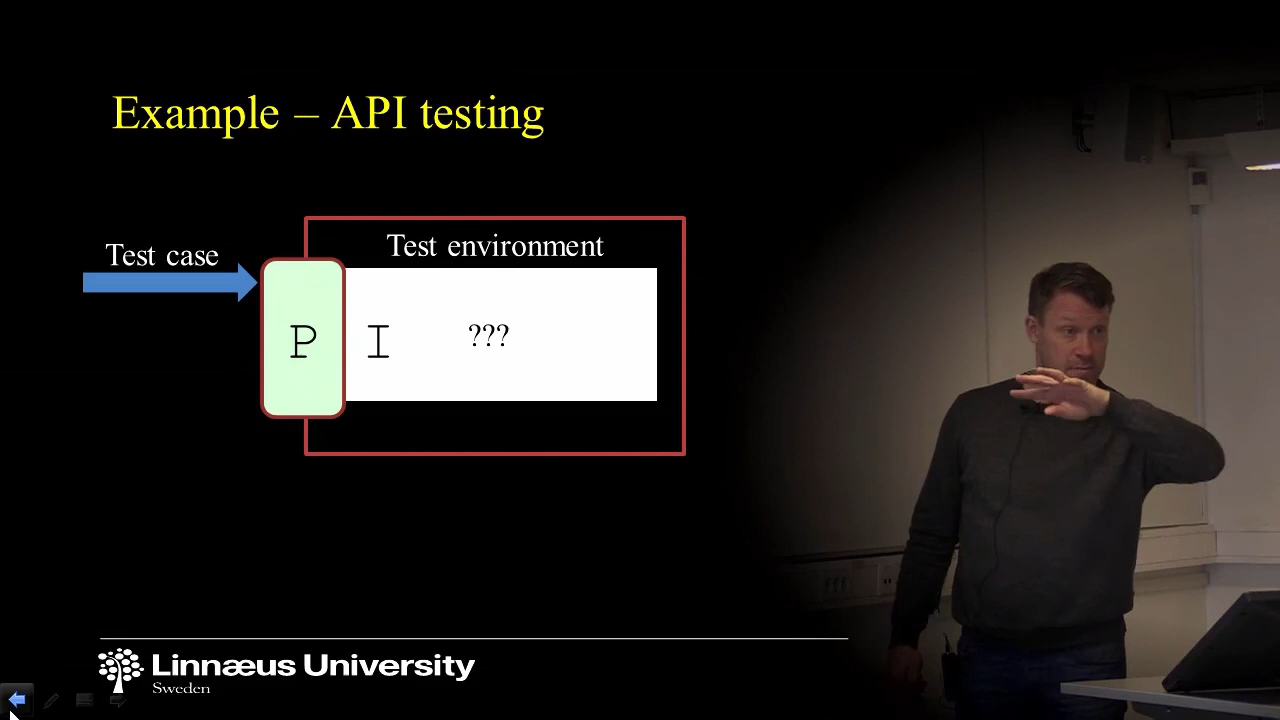 Example – API testing
Test case
Test environment
P I ???
Linnæus University
Sweden